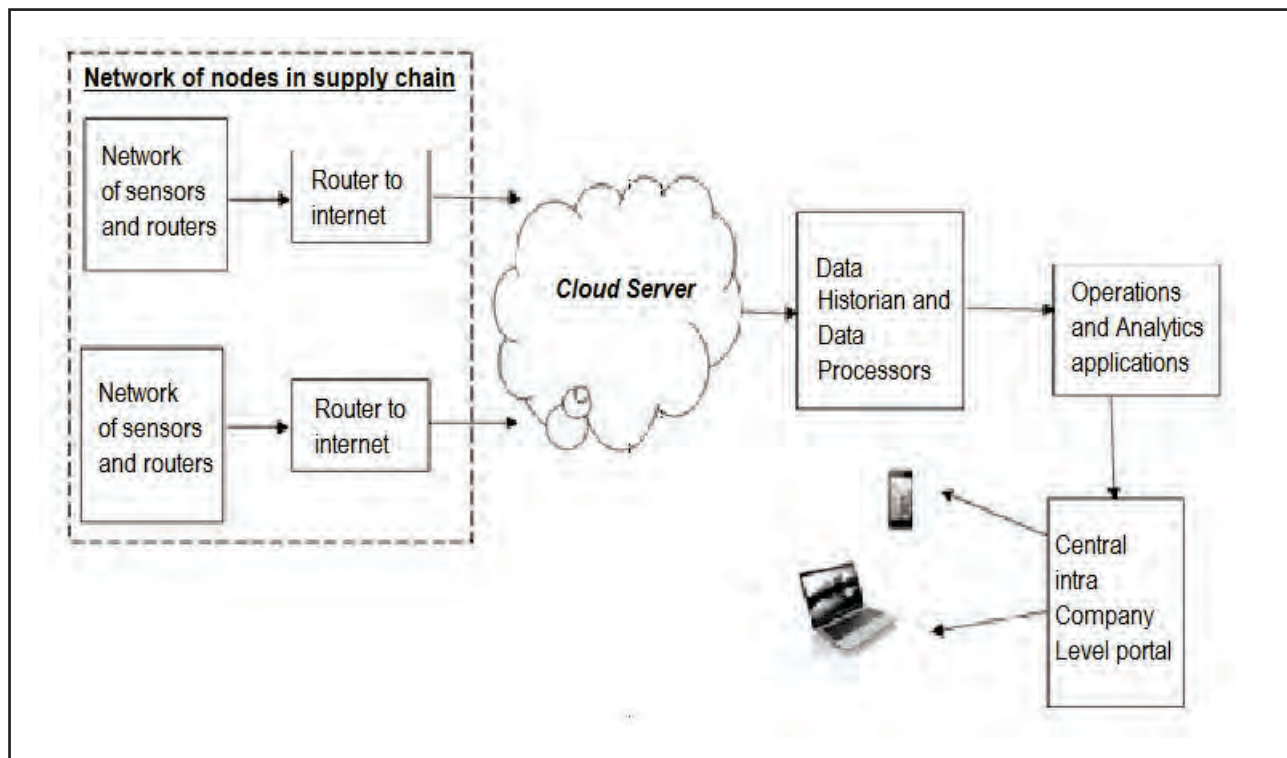 Network of nodes in supply chain
Network
of sensors
and routers
Router to
internet
Network
of sensors
and routers
Router to
internet
Cloud Server
Data
Historian and
Data
Processors
Operations
and Analytics
applications
Central
intra
Company
Level portal